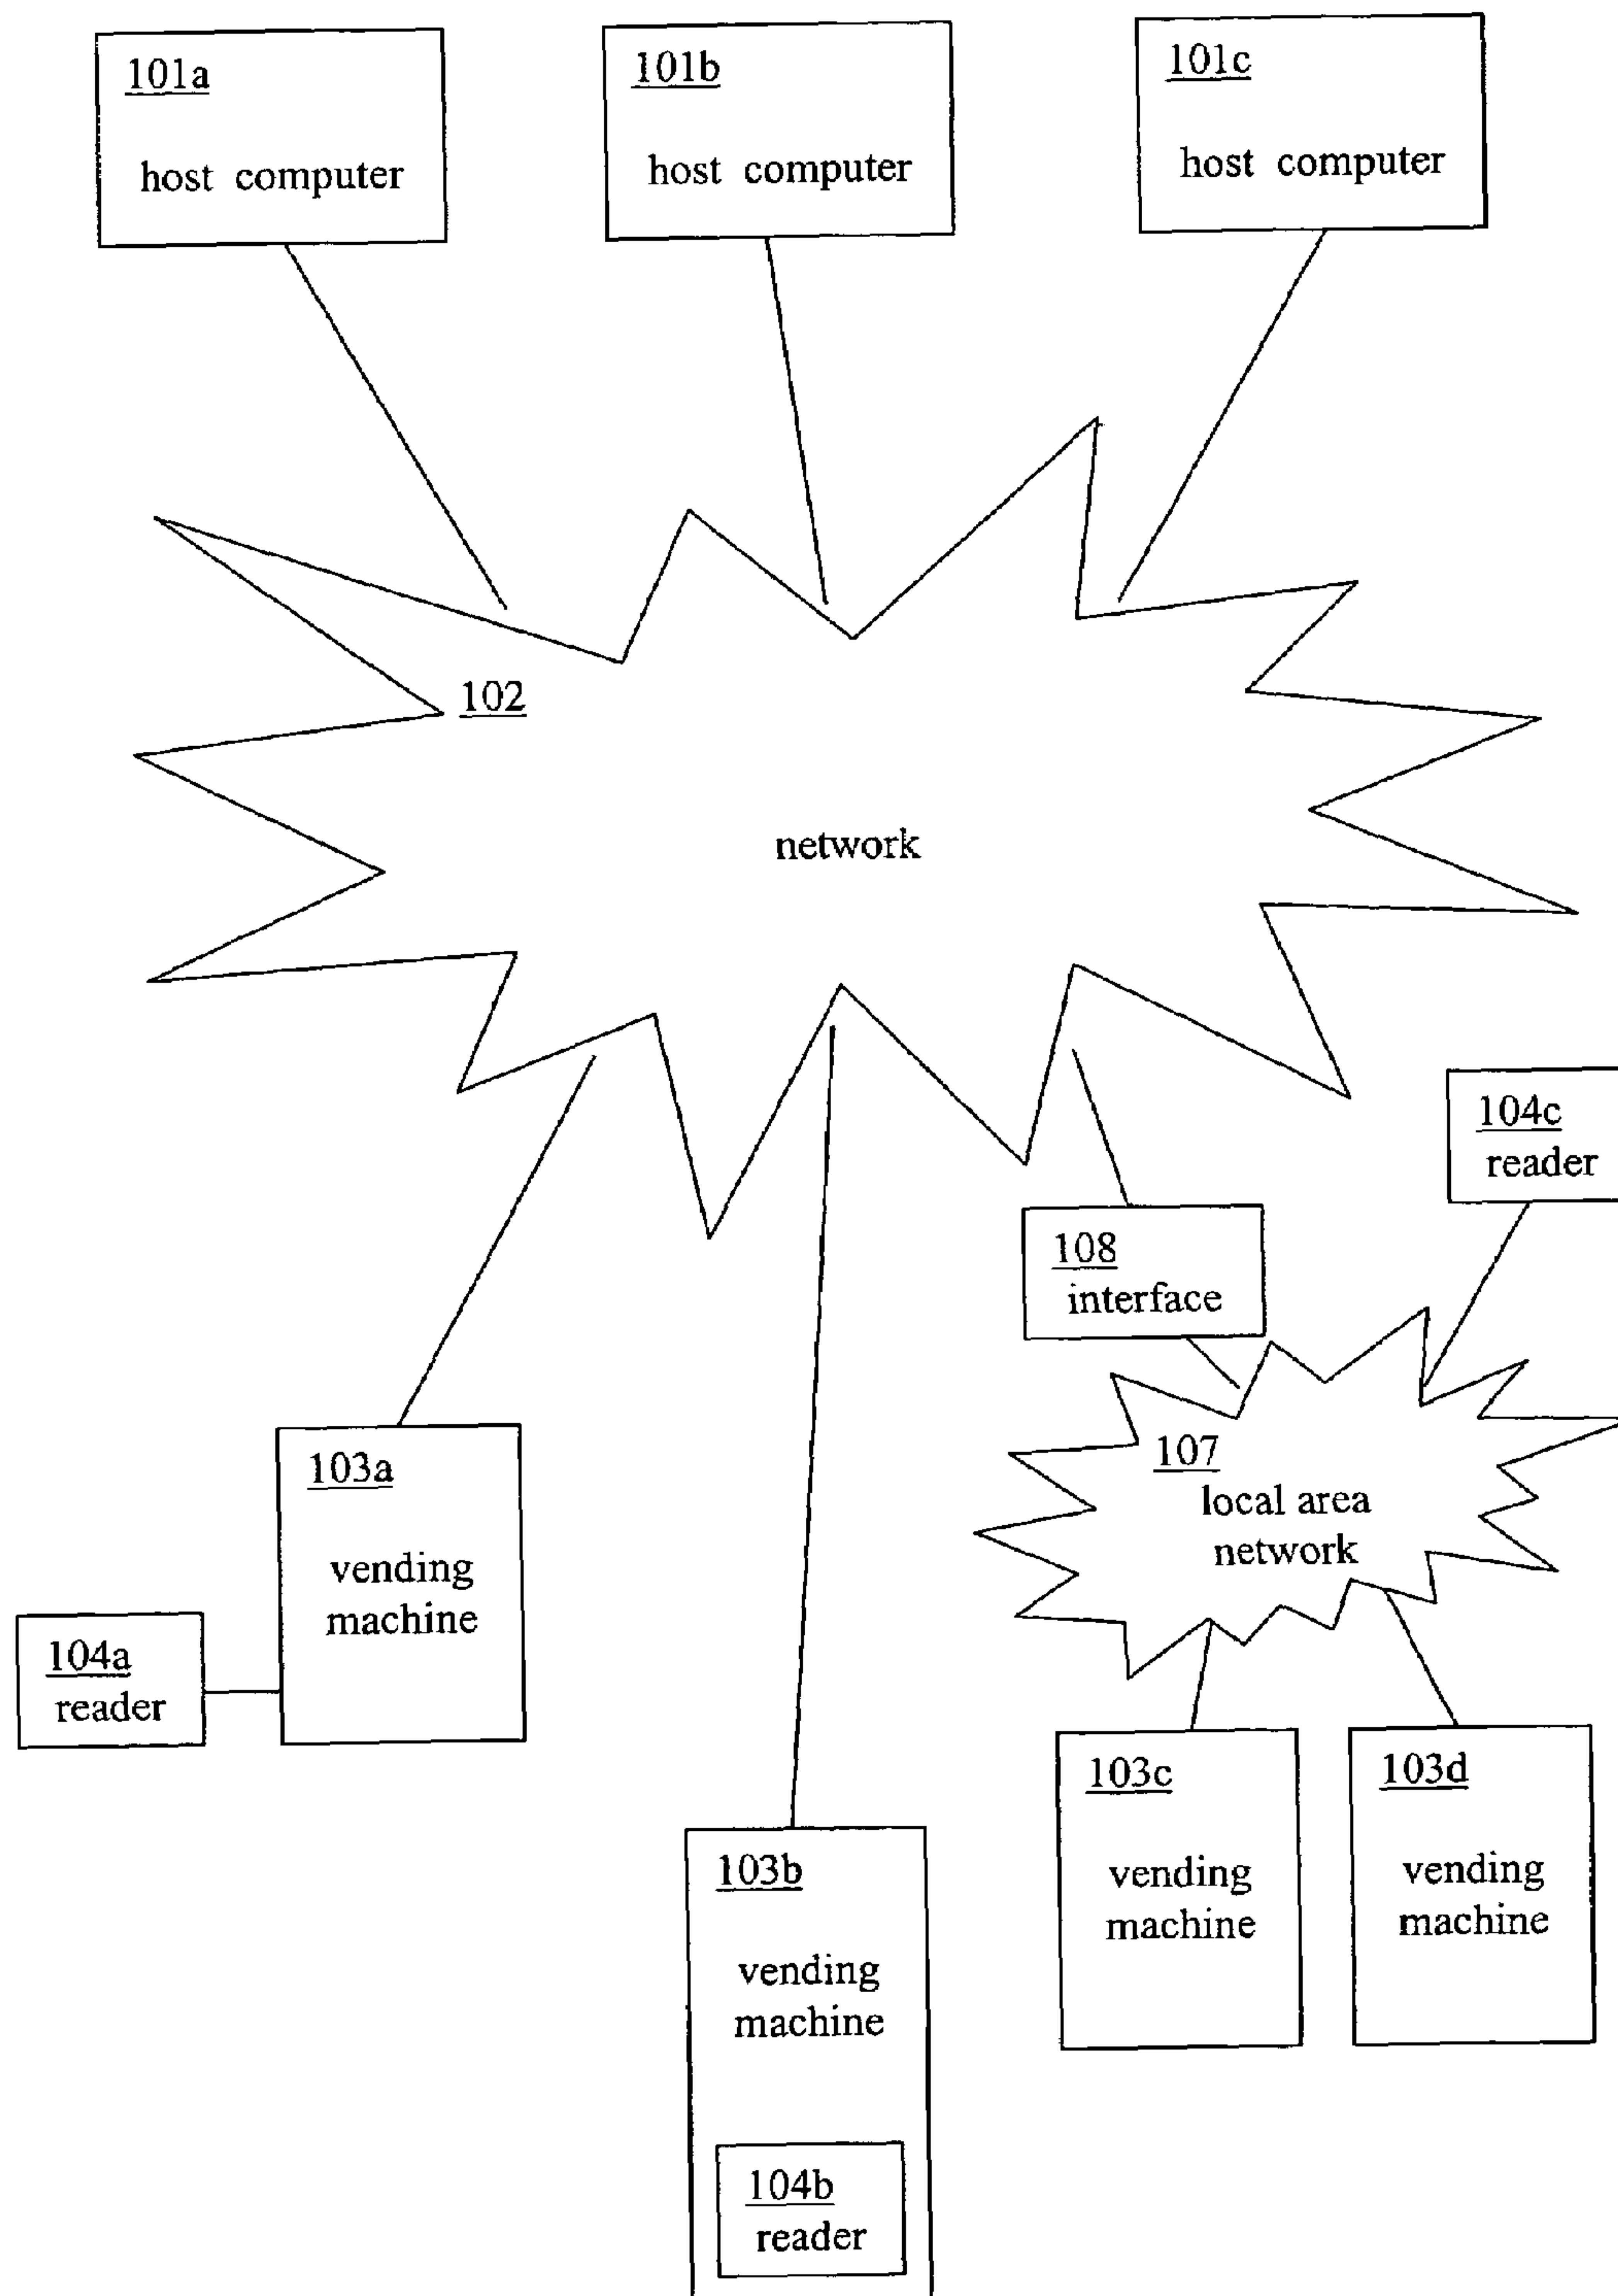 101a
host computer
101b
host computer
101c
host computer
102
network
104c
reader
108
interface
107
local area
network
103a
vending
machine
104a
reader
103c
vending
machine
103d
vending
machine
103b
vending
machine
104b
reader